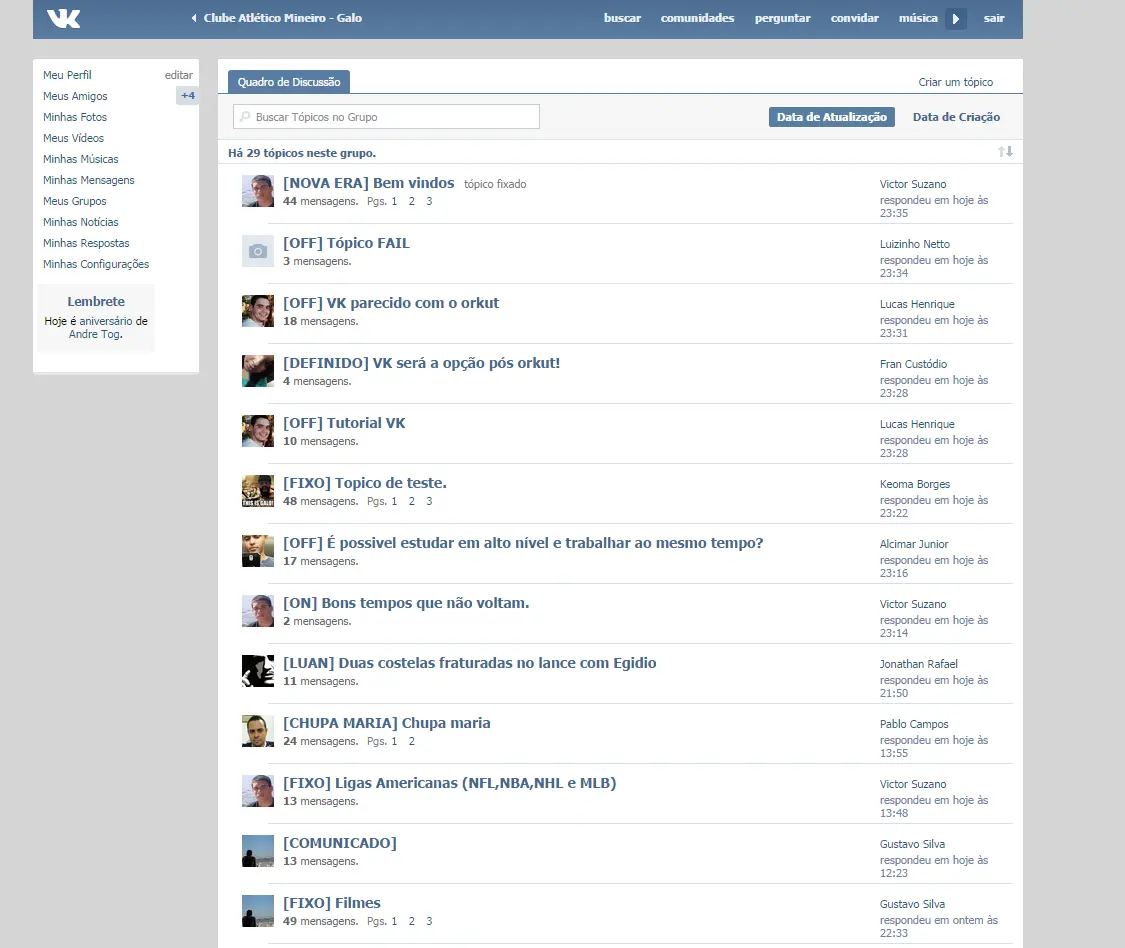 Clube Atlético Mineiro - Galo
buscar comunidades perguntar convidar música sair
Meu Perfil editar
Meus Amigos +4
Minhas Fotos
Meus Vídeos
Minhas Músicas
Minhas Mensagens
Meus Grupos
Minhas Notícias
Minhas Respostas
Minhas Configurações
Lembrete
Hoje é aniversário de
Andre Tog.
Quadro de Discussão Criar um tópico
Buscar Tópicos no Grupo Data de Atualização Data de Criação
Há 29 tópicos neste grupo.
[NOVA ERA] Bem vindos tópico fixado
44 mensagens. Pgs. 1 2 3
Victor Suzano
respondeu em hoje às
23:35
[OFF] Tópico FAIL
3 mensagens.
Luizinho Netto
respondeu em hoje às
23:34
[OFF] VK parecido com o orkut
18 mensagens.
Lucas Henrique
respondeu em hoje às
23:31
[DEFINIDO] VK será a opção pós orkut!
4 mensagens.
Fran Custódio
respondeu em hoje às
23:28
[OFF] Tutorial VK
10 mensagens.
Lucas Henrique
respondeu em hoje às
23:28
[FIXO] Topico de teste.
48 mensagens. Pgs. 1 2 3
Keoma Borges
respondeu em hoje às
23:22
[OFF] É possivel estudar em alto nível e trabalhar ao mesmo tempo?
17 mensagens.
Alcimar Junior
respondeu em hoje às
23:16
[ON] Bons tempos que não voltam.
2 mensagens.
Victor Suzano
respondeu em hoje às
23:14
[LUAN] Duas costelas fraturadas no lance com Egidio
11 mensagens.
Jonathan Rafael
respondeu em hoje às
21:50
[CHUPA MARIA] Chupa maria
24 mensagens. Pgs. 1 2
Pablo Campos
respondeu em hoje às
13:55
[FIXO] Ligas Americanas (NFL,NBA,NHL e MLB)
13 mensagens.
Victor Suzano
respondeu em hoje às
13:48
[COMUNICADO]
13 mensagens.
Gustavo Silva
respondeu em hoje às
12:23
[FIXO] Filmes
49 mensagens. Pgs. 1 2 3
Gustavo Silva
respondeu em ontem às
22:33